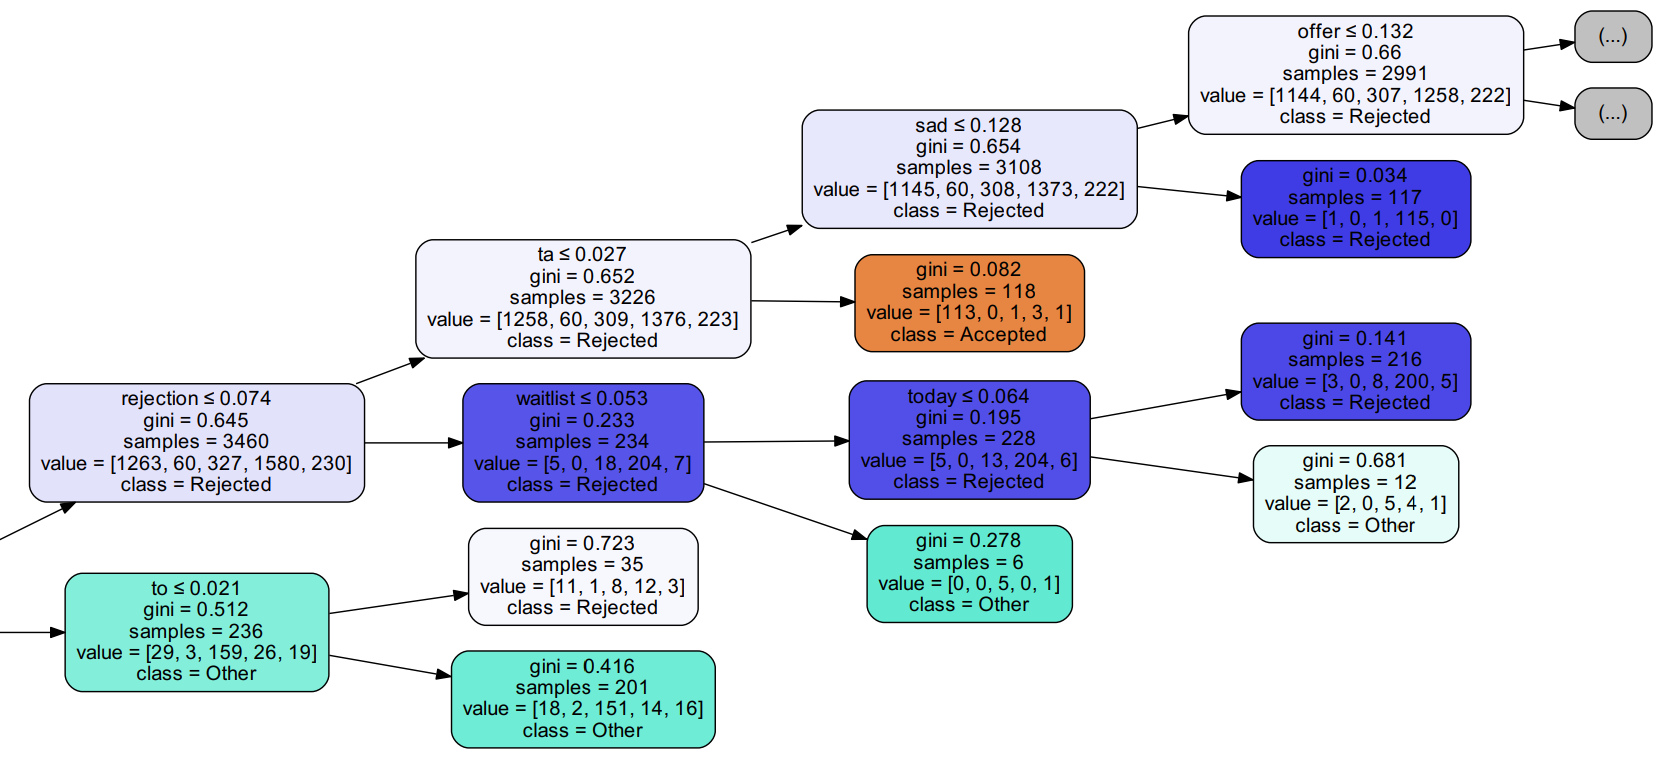 offer ≤ 0.132
gini = 0.66
samples = 2991
value = [1144, 60, 307, 1258, 222]
class = Rejected
(...)
(...)
sad ≤ 0.128
gini = 0.654
samples = 3108
value = [1145, 60, 308, 1373, 222]
class = Rejected
gini = 0.034
samples = 117
value = [1, 0, 1, 115, 0]
class = Rejected
ta ≤ 0.027
gini = 0.652
samples = 3226
value = [1258, 60, 309, 1376, 223]
class = Rejected
gini = 0.082
samples = 118
value = [113, 0, 1, 3, 1]
class = Accepted
rejection ≤ 0.074
gini = 0.645
samples = 3460
value = [1263, 60, 327, 1580, 230]
class = Rejected
waitlist ≤ 0.053
gini = 0.233
samples = 234
value = [5, 0, 18, 204, 7]
class = Rejected
today ≤ 0.064
gini = 0.195
samples = 228
value = [5, 0, 13, 204, 6]
class = Rejected
gini = 0.141
samples = 216
value = [3, 0, 8, 200, 5]
class = Rejected
gini = 0.681
samples = 12
value = [2, 0, 5, 4, 1]
class = Other
gini = 0.278
samples = 6
value = [0, 0, 5, 0, 1]
class = Other
to ≤ 0.021
gini = 0.512
samples = 236
value = [29, 3, 159, 26, 19]
class = Other
gini = 0.723
samples = 35
value = [11, 1, 8, 12, 3]
class = Rejected
gini = 0.416
samples = 201
value = [18, 2, 151, 14, 16]
class = Other